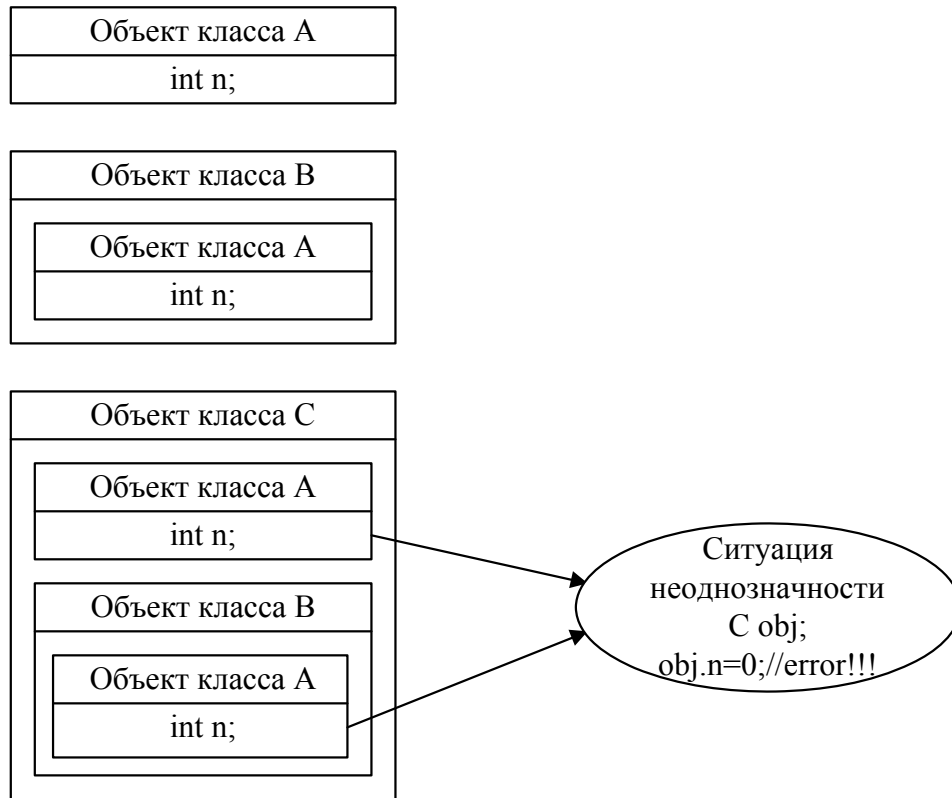 Объект класса A
int n;
Объект класса B
Объект класса A
int n;
Объект класса C
Объект класса A
int n;
Объект класса B
Объект класса A
int n;
Ситуация
неоднозначности
C obj;
obj.n=0;//error!!!